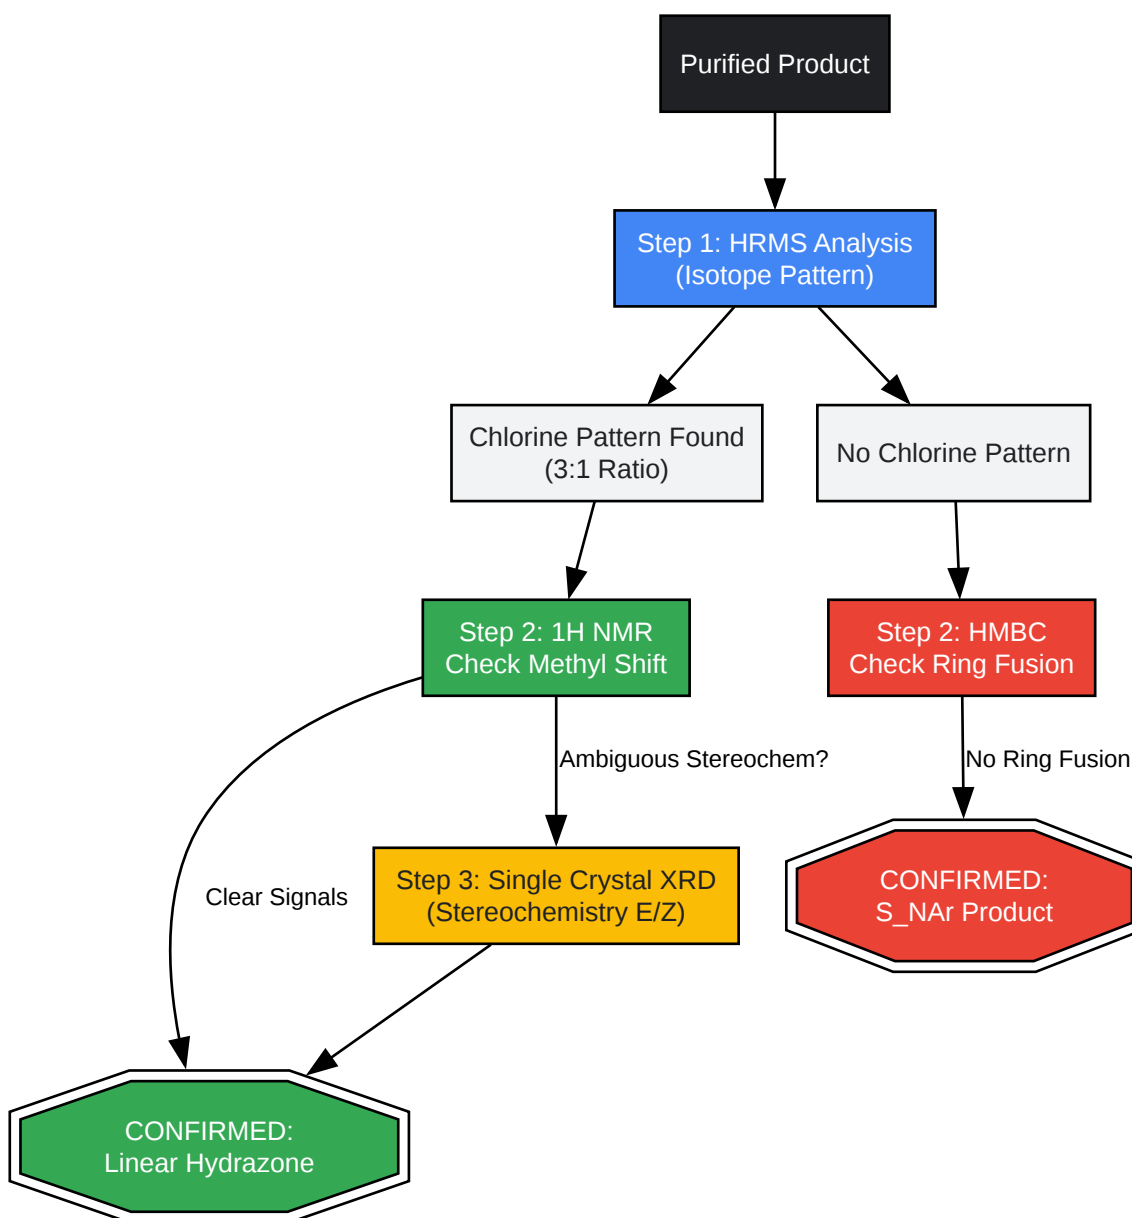 Purified Product
Step 1: HRMS Analysis
(Isotope Pattern)
Chlorine Pattern Found
(3:1 Ratio)
No Chlorine Pattern
Step 2: 1H NMR
Check Methyl Shift
Step 2: HMBC
Check Ring Fusion
Ambiguous Stereochem?
No Ring Fusion
Step 3: Single Crystal XRD
(Stereochemistry E/Z)
Clear Signals
CONFIRMED:
S_NAr Product
CONFIRMED:
Linear Hydrazone